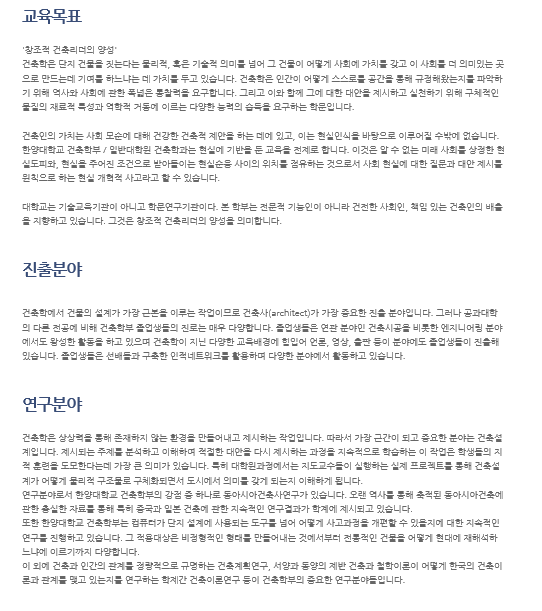 교육목표
'창조적 건축리더의 양성'
건축학은 단지 건물을 짓는다는 물리적, 혹은 기술적 의미를 넘어 그 건물이 어떻게 사회에 가치를 갖고 이 사회를 더 의미있는 곳
으로 만드는데 기여를 하느냐는 데 가치를 두고 있습니다. 건축학은 인간이 어떻게 스스로를 공간을 통해 규정해왔는지를 파악하
기 위해 역사와 사회에 관한 폭넓은 통찰력을 요구합니다. 그리고 이와 함께 그에 대한 대안을 제시하고 실천하기 위해 구체적인
물질의 재료적 특성과 역학적 거동에 이르는 다양한 능력의 습득을 요구하는 학문입니다.
건축인의 가치는 사회 모순에 대해 건강한 건축적 제안을 하는 데에 있고, 이는 현실인식을 바탕으로 이루어질 수밖에 없습니다.
한양대학교 건축학부 / 일반대학원 건축학과는 현실에 기반을 둔 교육을 전제로 합니다. 이것은 알 수 없는 미래 사회를 상정한 현
실도피와, 현실을 주어진 조건으로 받아들이는 현실순응 사이의 위치를 점유하는 것으로서 사회 현실에 대한 질문과 대안 제시를
원칙으로 하는 현실 개혁적 사고라고 할 수 있습니다.
대학교는 기술교육기관이 아니고 학문연구기관이다. 본 학부는 전문적 기능인이 아니라 건전한 사회인, 책임 있는 건축인의 배출
을 지향하고 있습니다. 그것은 창조적 건축리더의 양성을 의미합니다.
진출분야
건축학에서 건물의 설계가 가장 근본을 이루는 작업이므로 건축사(architect)가 가장 중요한 진출 분야입니다. 그러나 공과대학
의 다른 전공에 비해 건축학부 졸업생들의 진로는 매우 다양합니다. 졸업생들은 연관 분야인 건축시공을 비롯한 엔지니어링 분야
에서도 왕성한 활동을 하고 있으며 건축학이 지닌 다양한 교육배경에 힘입어 언론, 영상, 출판 등이 분야에도 졸업생들이 진출해
있습니다. 졸업생들은 선배들과 구축한 인적네트워크를 활용하며 다양한 분야에서 활동하고 있습니다.
연구분야
건축학은 상상력을 통해 존재하지 않는 환경을 만들어내고 제시하는 작업입니다. 따라서 가장 근간이 되고 중요한 분야는 건축설
계입니다. 제시되는 주제를 분석하고 이해하며 적절한 대안을 다시 제시하는 과정을 지속적으로 학습하는 이 작업은 학생들의 지
적 훈련을 도모한다는데 가장 큰 의미가 있습니다. 특히 대학원과정에서는 지도교수들이 실행하는 실제 프로젝트를 통해 건축설
계가 어떻게 물리적 구조물로 구체화되면서 도시에서 의미를 갖게 되는지 이해하게 됩니다.
연구분야로서 한양대학교 건축학부의 강점 중 하나로 동아시아건축사연구가 있습니다. 오랜 역사를 통해 축적된 동아시아건축에
관한 충실한 자료를 통해 특히 중국과 일본 건축에 관한 지속적인 연구결과가 학계에 제시되고 있습니다.
또한 한양대학교 건축학부는 컴퓨터가 단지 설계에 사용되는 도구를 넘어 어떻게 사고과정을 개편할 수 있을지에 대한 지속적인
연구를 진행하고 있습니다. 그 적용대상은 비정형적인 형태를 만들어내는 것에서부터 전통적인 건물을 어떻게 현대에 재해석하
느냐에 이르기까지 다양합니다.
이 외에 건축과 인간의 관계를 정량적으로 규명하는 건축계획연구, 서양과 동양의 제반 건축과 철학이론이 어떻게 한국의 건축이
론과 관계를 맺고 있는지를 연구하는 학제간 건축이론연구 등이 건축학부의 중요한 연구분야들입니다.